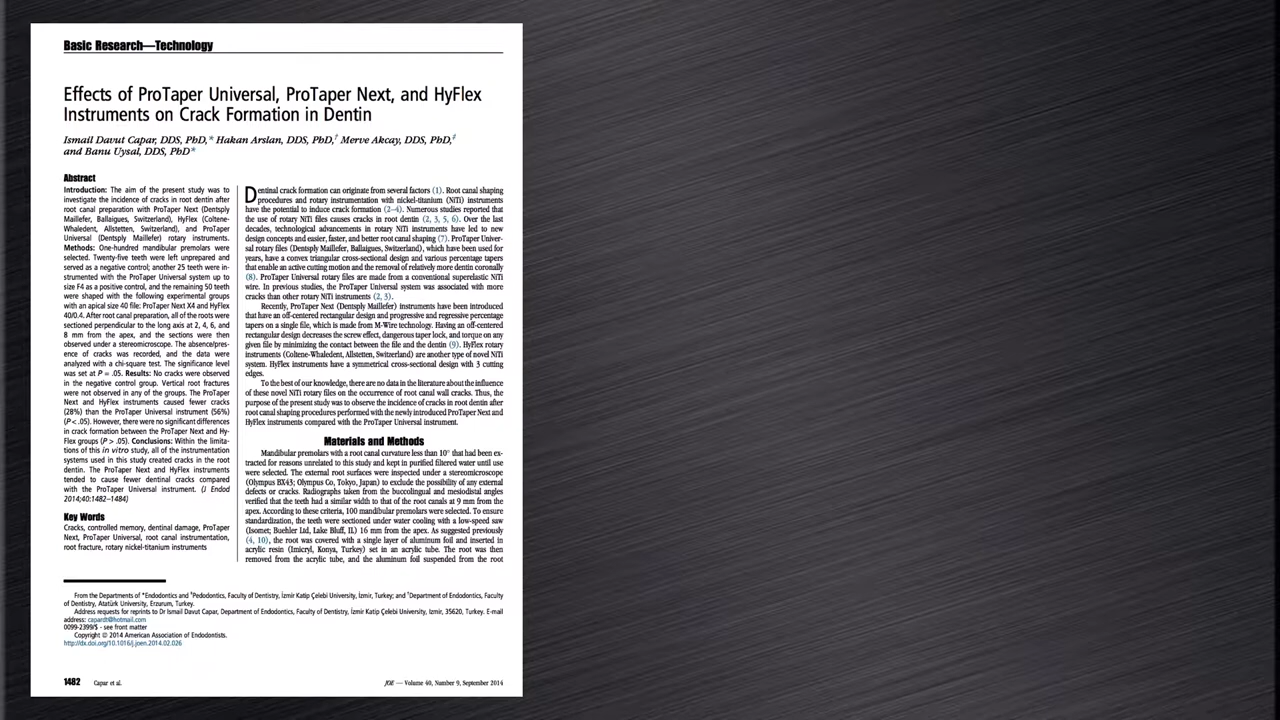 Basic Research—Technology
Effects of ProTaper Universal, ProTaper Next, and HyFlex
Instruments on Crack Formation in Dentin
Ismail Davut Capar, DDS, PhD,* Hakan Arslan, DDS, PhD,† Merve Akcay, DDS, PhD,‡
and Banu Uysal, DDS, PhD*
Abstract
Introduction: The aim of the present study was to
investigate the incidence of cracks in root dentin after
root canal preparation with ProTaper Next (Dentsply
Maillefer, Ballaigues, Switzerland), HyFlex (Coltene-
Whaledent, Allstetten, Switzerland), and ProTaper
Universal (Dentsply Maillefer) rotary instruments.
Methods: One-hundred mandibular premolars were
selected. Twenty-five teeth were left unprepared and
served as a negative control; another 25 teeth were in-
strumented with the ProTaper Universal system up to
size F4 as a positive control, and the remaining 50 teeth
were shaped with the following experimental groups
with an apical size 40 file: ProTaper Next X4 and HyFlex
40/0.4. After root canal preparation, all of the roots were
sectioned perpendicular to the long axis at 2, 4, 6, and
8 mm from the apex, and the sections were then
observed under a stereomicroscope. The absence/pres-
ence of cracks was recorded, and the data were
analyzed with a chi-square test. The significance level
was set at P = .05. Results: No cracks were observed
in the negative control group. Vertical root fractures
were not observed in any of the groups. The ProTaper
Next and HyFlex instruments caused fewer cracks
(28%) than the ProTaper Universal instrument (56%)
(P < .05). However, there were no significant differences
in crack formation between the ProTaper Next and Hy-
Flex groups (P > .05). Conclusions: Within the limita-
tions of this in vitro study, all of the instrumentation
systems used in this study created cracks in the root
dentin. The ProTaper Next and HyFlex instruments
tended to cause fewer dentinal cracks compared
with the ProTaper Universal instrument. (J Endod
2014;40:1482–1484)
Key Words
Cracks, controlled memory, dentinal damage, ProTaper
Next, ProTaper Universal, root canal instrumentation,
root fracture, rotary nickel-titanium instruments
Dentinal crack formation can originate from several factors (1). Root canal shaping
procedures and rotary instrumentation with nickel-titanium (NiTi) instruments
have the potential to induce crack formation (2–4). Numerous studies reported that
the use of rotary NiTi files causes cracks in root dentin (2, 3, 5, 6). Over the last
decades, technological advancements in rotary NiTi instruments have led to new
design concepts and easier, faster, and better root canal shaping (7). ProTaper Univer-
sal rotary files (Dentsply Maillefer, Ballaigues, Switzerland), which have been used for
years, have a convex triangular cross-sectional design and various percentage tapers
that enable an active cutting motion and the removal of relatively more dentin coronally
(8). ProTaper Universal rotary files are made from a conventional superelastic NiTi
wire. In previous studies, the ProTaper Universal system was associated with more
cracks than other rotary NiTi instruments (2, 3).
Recently, ProTaper Next (Dentsply Maillefer) instruments have been introduced
that have an off-centered rectangular design and progressive and regressive percentage
tapers on a single file, which is made from M-Wire technology. Having an off-centered
rectangular design decreases the screw effect, dangerous taper lock, and torque on any
given file by minimizing the contact between the file and the dentin (9). HyFlex rotary
instruments (Coltene-Whaledent, Allstetten, Switzerland) are another type of novel NiTi
system. HyFlex instruments have a symmetrical cross-sectional design with 3 cutting
edges.
To the best of our knowledge, there are no data in the literature about the influence
of these novel NiTi rotary files on the occurrence of root canal wall cracks. Thus, the
purpose of the present study was to observe the incidence of cracks in root dentin after
root canal shaping procedures performed with the newly introduced ProTaper Next and
HyFlex instruments compared with the ProTaper Universal instrument.
Materials and Methods
Mandibular premolars with a root canal curvature less than 10° that had been ex-
tracted for reasons unrelated to this study and kept in purified filtered water until use
were selected. The external root surfaces were inspected under a stereomicroscope
(Olympus BX43; Olympus Co, Tokyo, Japan) to exclude the possibility of any external
defects or cracks. Radiographs taken from the buccolingual and mesiodistal angles
verified that the teeth had a similar width to that of the root canals at 9 mm from the
apex. According to these criteria, 100 mandibular premolars were selected. To ensure
standardization, the teeth were sectioned under water cooling with a low-speed saw
(Isomet; Buehler Ltd, Lake Bluff, IL) 16 mm from the apex. As suggested previously
(4, 10), the root was covered with a single layer of aluminum foil and inserted in
acrylic resin (Imicryl, Konya, Turkey) set in an acrylic tube. The root was then
removed from the acrylic tube, and the aluminum foil suspended from the root
From the Departments of *Endodontics and ‡Pedodontics, Faculty of Dentistry, İzmir Katip Çelebi University, İzmir, Turkey; and †Department of Endodontics, Faculty
of Dentistry, Atatürk University, Erzurum, Turkey.
Address requests for reprints to Dr Ismail Davut Capar, Department of Endodontics, Faculty of Dentistry, İzmir Katip Çelebi University, Izmir, 35620, Turkey. E-mail
address: capardt@hotmail.com
0099-2399/$ - see front matter
Copyright © 2014 American Association of Endodontists.
http://dx.doi.org/10.1016/j.joen.2014.02.026
1482 Capar et al.
JOE — Volume 40, Number 9, September 2014